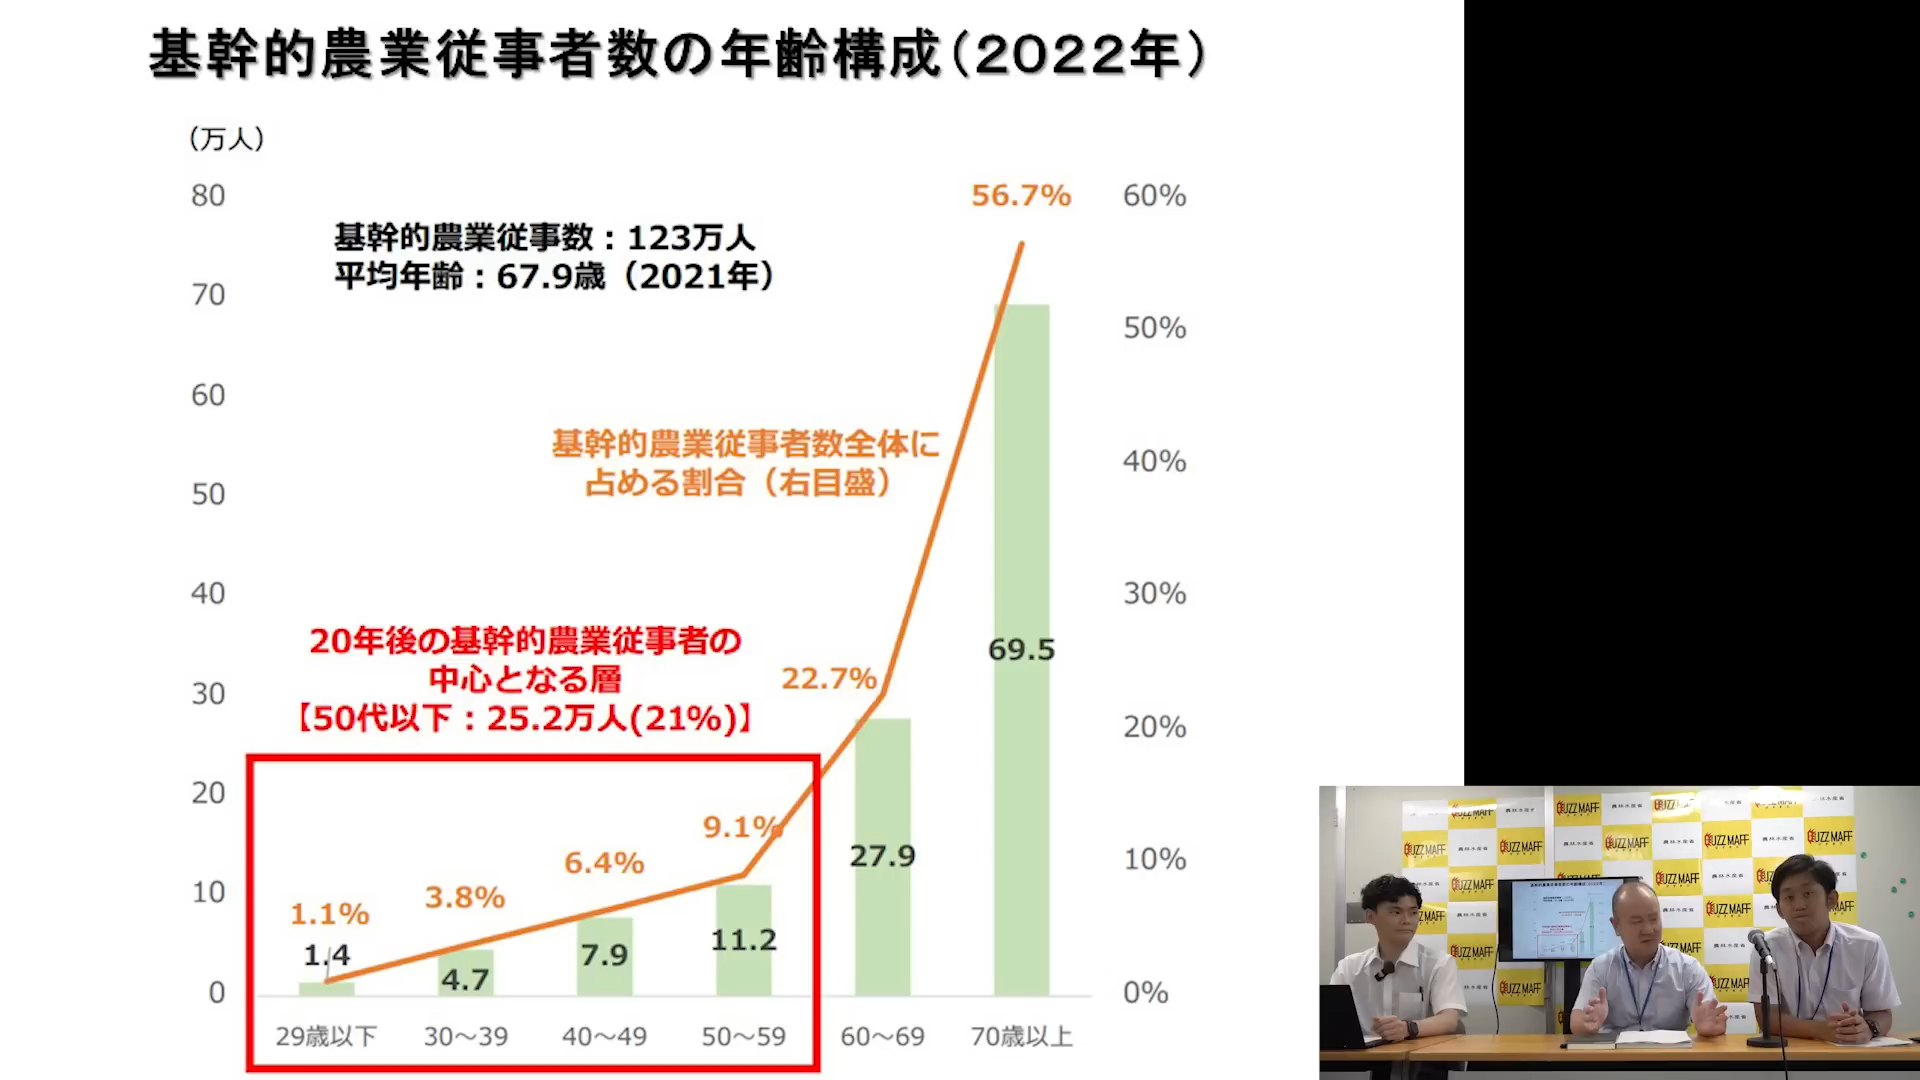 基幹的農業従事者数の年齢構成（2022年）
（万人）
80
70
60
50
40
30
20
10
0
60%
50%
40%
30%
20%
10%
0%
基幹的農業従事数：123万人
平均年齢：67.9歳（2021年）
基幹的農業従事者数全体に
占める割合（右目盛）
20年後の基幹的農業従事者の
中心となる層
【50代以下：25.2万人(21%)】
1.1%
3.8%
6.4%
9.1%
22.7%
56.7%
1.4
4.7
7.9
11.2
27.9
69.5
29歳以下
30～39
40～49
50～59
60～69
70歳以上
BUZZ MAFF
農林水産省